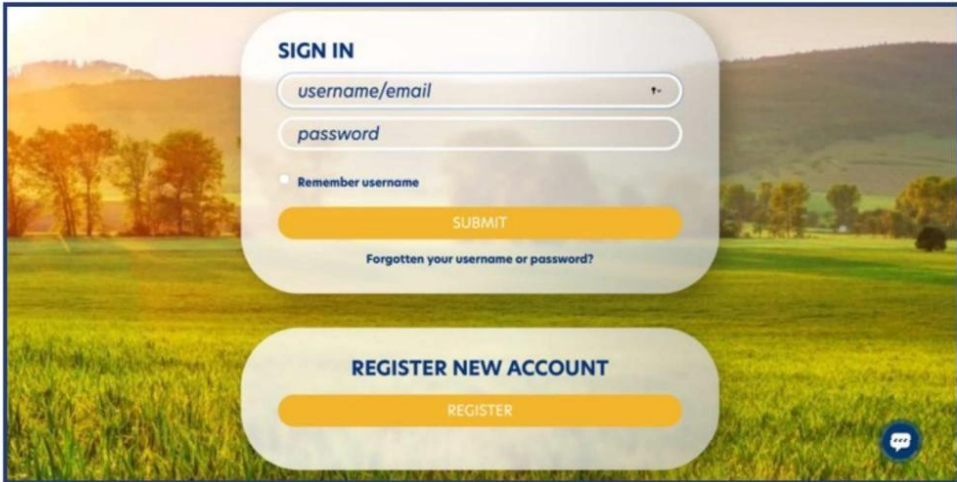 SIGN IN
username/email
password
Remember username
SUBMIT
Forgotten your username or password?
REGISTER NEW ACCOUNT
REGISTER